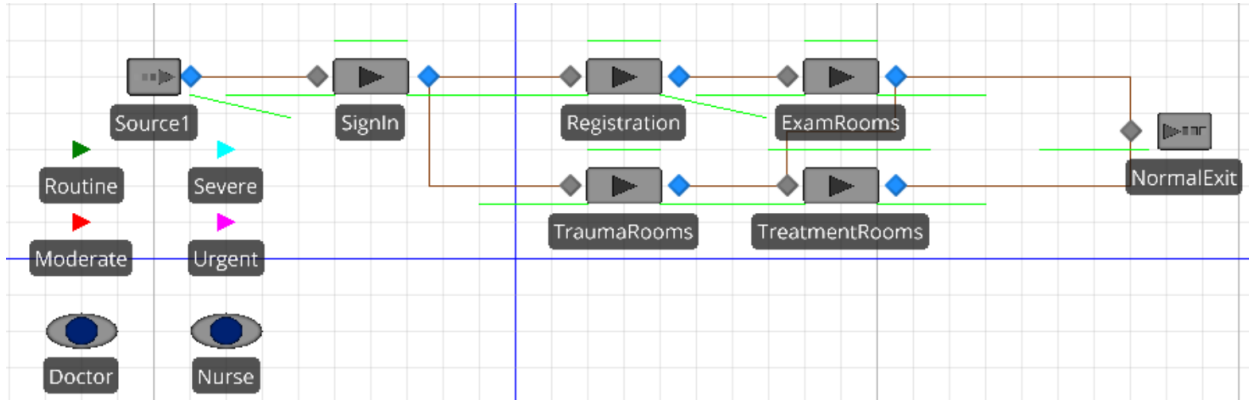 Source1
SignIn
Registration
ExamRooms
NormalExit
Routine
Severe
TraumaRooms
TreatmentRooms
Moderate
Urgent
Doctor
Nurse